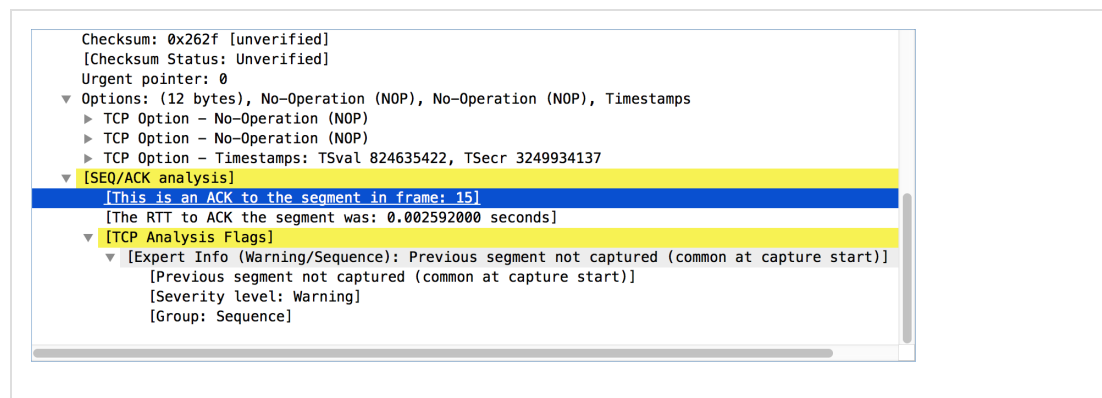 Checksum: 0x262f [unverified]
[Checksum Status: Unverified]
Urgent pointer: 0
Options: (12 bytes), No-Operation (NOP), No-Operation (NOP), Timestamps
TCP Option – No-Operation (NOP)
TCP Option – No-Operation (NOP)
TCP Option – Timestamps: TSval 824635422, TSecr 3249934137
[SEQ/ACK analysis]
[This is an ACK to the segment in frame: 15]
[The RTT to ACK the segment was: 0.002592000 seconds]
[TCP Analysis Flags]
[Expert Info (Warning/Sequence): Previous segment not captured (common at capture start)]
[Previous segment not captured (common at capture start)]
[Severity level: Warning]
[Group: Sequence]